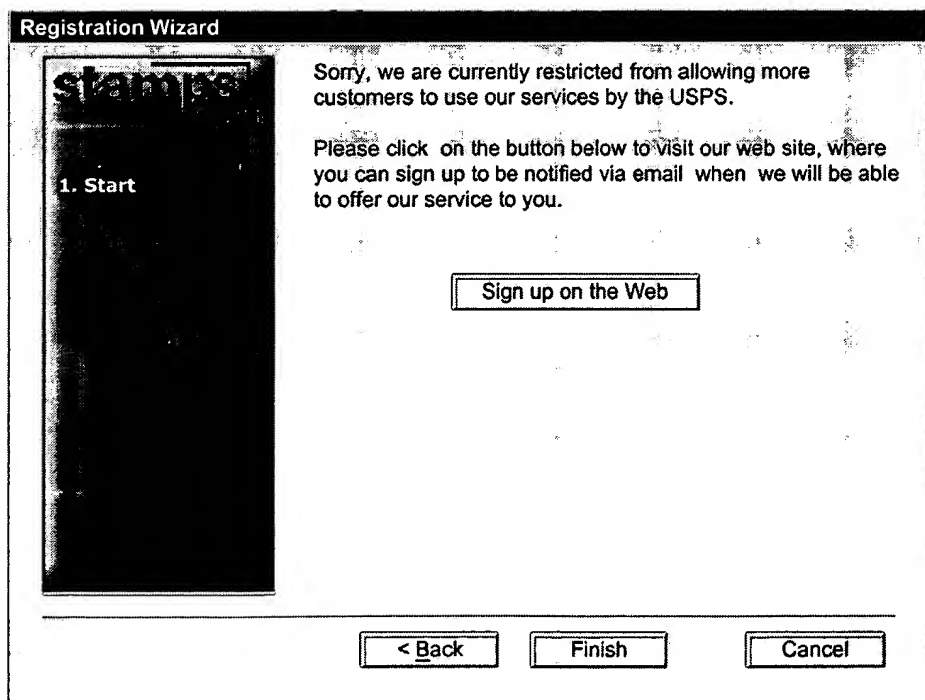 Registration Wizard
stamps
Sorry, we are currently restricted from allowing more
customers to use our services by the USPS.
Please click on the button below to visit our web site, where
you can sign up to be notified via email when we will be able
to offer our service to you.
1. Start
Sign up on the Web
< Back
Finish
Cancel